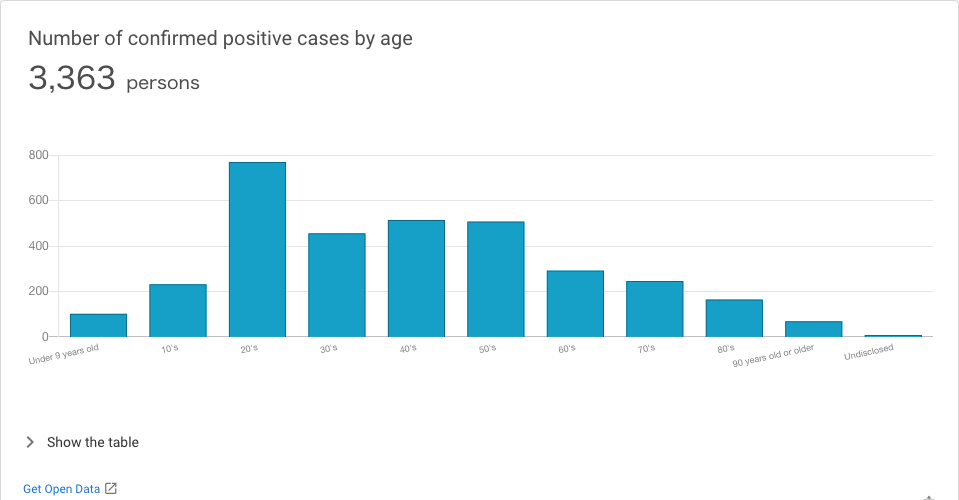 Number of confirmed positive cases by age
3,363 persons
800
600
400
200
0
Under 9 years old 10's 20's 30's 40's 50's 60's 70's 80's 90 years old or older Undisclosed
Show the table
Get Open Data